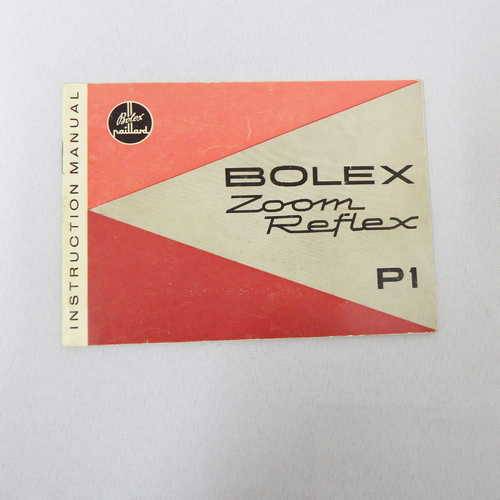 INSTRUCTION MANUAL
Bolex
paillard
BOLEX
Zoom
Reflex
P1